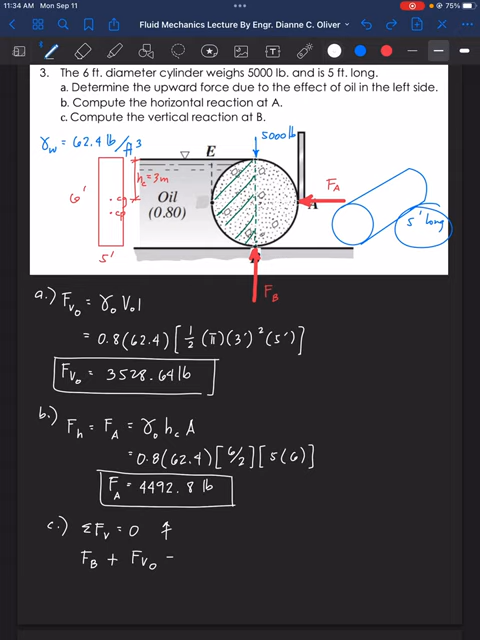 11:34 AM Mon Sep 11
75%
Fluid Mechanics Lecture By Engr. Dianne C. Oliver
3. The 6 ft. diameter cylinder weighs 5000 lb. and is 5 ft. long.
a. Determine the upward force due to the effect of oil in the left side.
b. Compute the horizontal reaction at A.
c. Compute the vertical reaction at B.
γw = 62.4 lb/ft3
5000 lb
E
hc = 3m
6'
cg
cp
Oil
(0.80)
FA
A
5' long
5'
FB
a.) Fvo = γo Vol
= 0.8(62.4) [1/2 (π)(3')² (5')]
Fvo = 3528.64 lb
b.) Fh = FA = γo hc A
= 0.8(62.4) [6/2] [5(6)]
FA = 4492.8 lb
c.) ΣFv = 0 ↑
FB + Fvo -